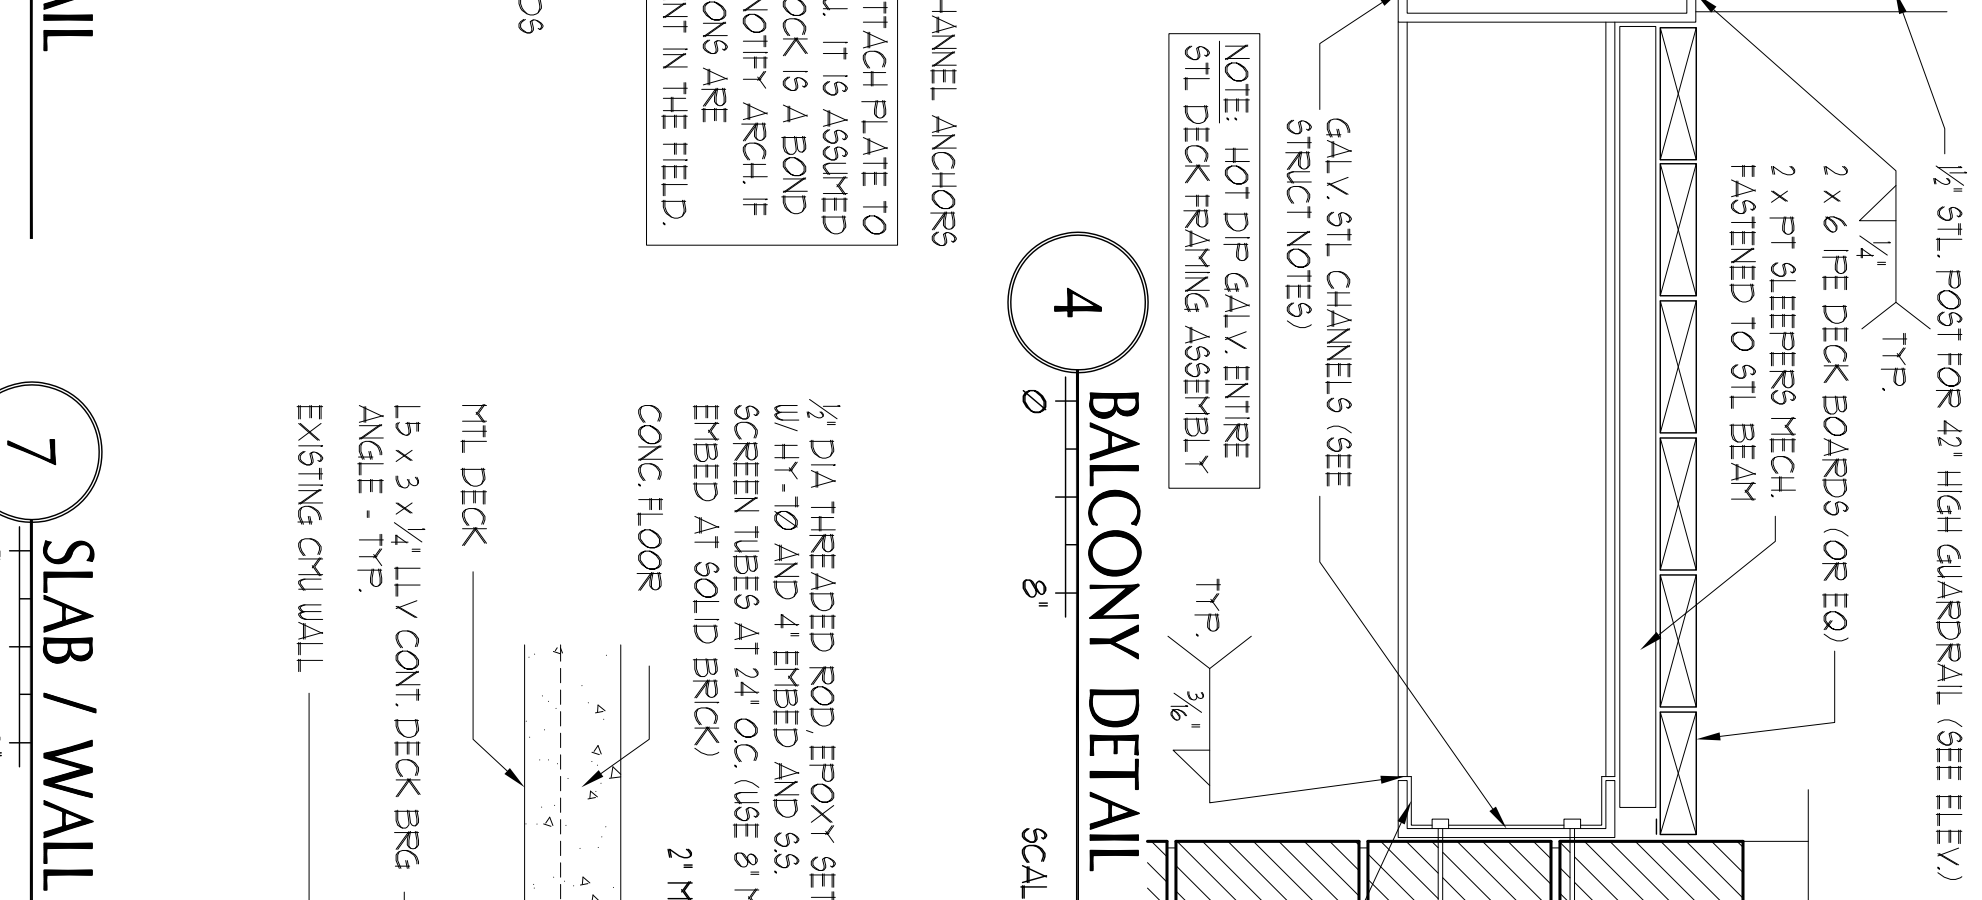 1/2" STL. POST FOR 42" HIGH GUARDRAIL (SEE ELEV.)
1/4"
TYP.
2 x 6 IPE DECK BOARDS (OR EQ)
2 x PT SLEEPERS MECH.
FASTENED TO STL BEAM
GALV. STL CHANNELS (SEE
STRUCT NOTES)
NOTE: HOT DIP GALV. ENTIRE
STL DECK FRAMING ASSEMBLY
TYP.
3/16"
4
BALCONY DETAIL
0
8"
SCAL
HANNEL ANCHORS
TTACH PLATE TO
U. IT IS ASSUMED
OCK IS A BOND
NOTIFY ARCH. IF
ONS ARE
NT IN THE FIELD.
DS
AIL
1/2" DIA THREADED ROD, EPOXY SET
W/ HY-70 AND 4" EMBED AND S.S.
SCREEN TUBES AT 24" O.C. (USE 8" M
EMBED AT SOLID BRICK)
2" M
CONC. FLOOR
MTL DECK
L5 x 3 x 1/4" LLV CONT. DECK BRG
ANGLE - TYP.
EXISTING CMU WALL
7
SLAB / WALL